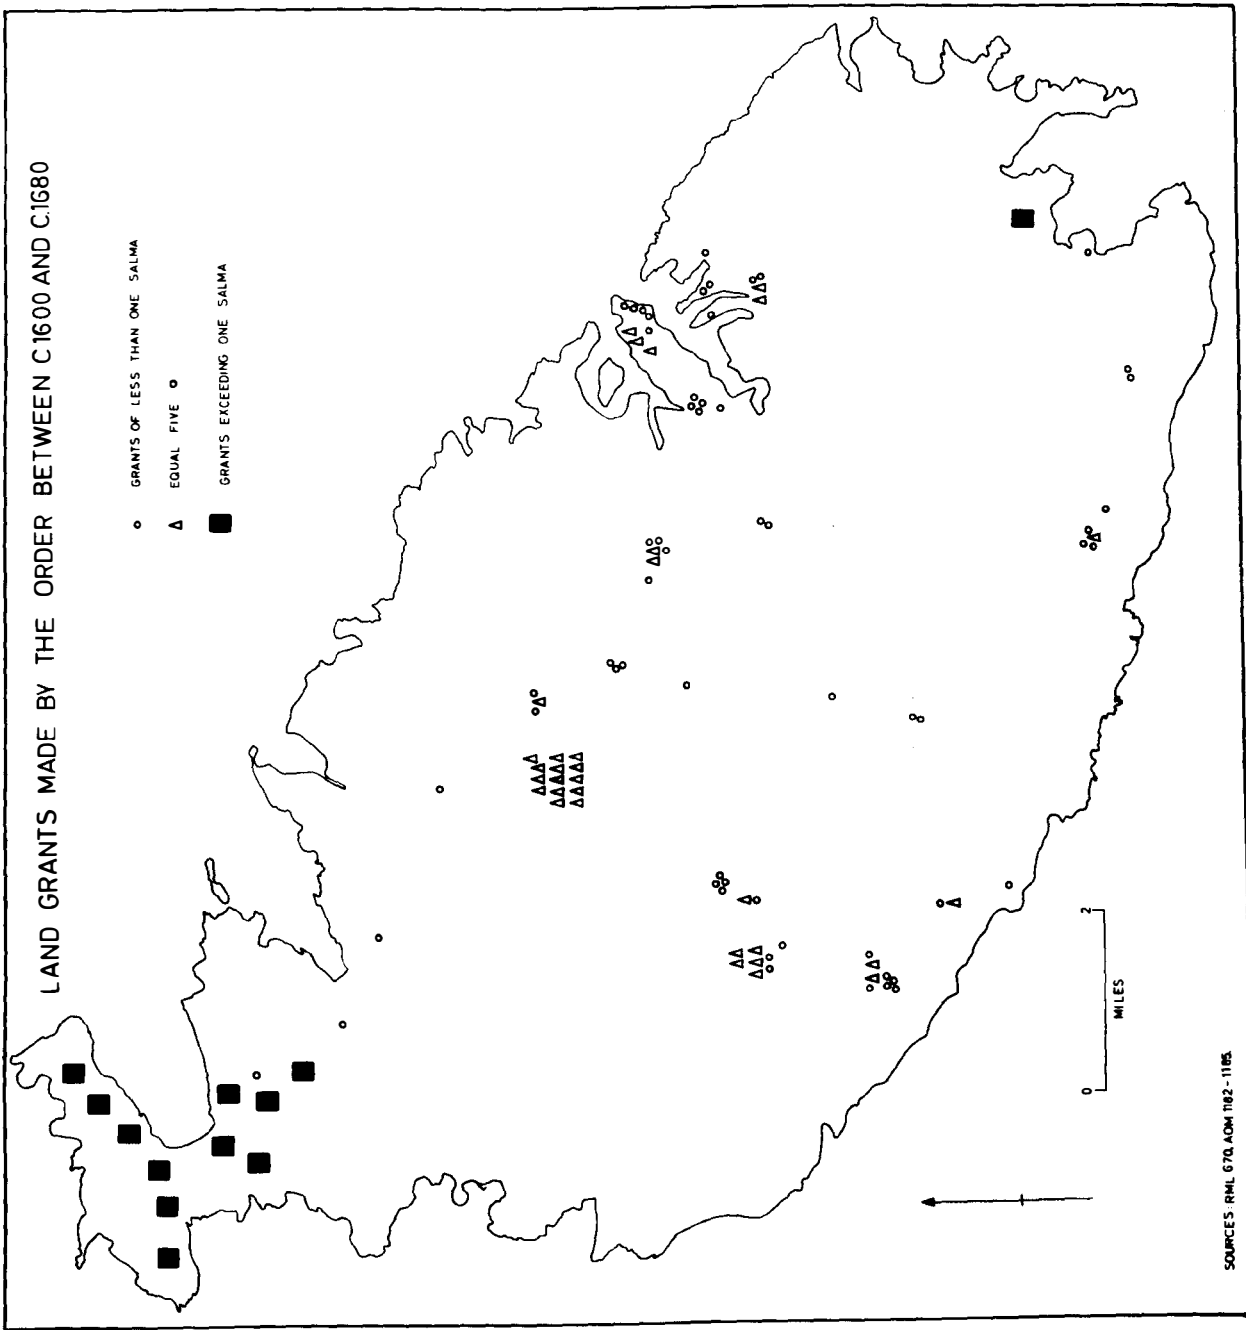 LAND GRANTS MADE BY THE ORDER BETWEEN C1600 AND C.1680
GRANTS OF LESS THAN ONE SALMA
EQUAL FIVE
GRANTS EXCEEDING ONE SALMA
0 2
MILES
SOURCES: RML 670, AOM 1182-1185.